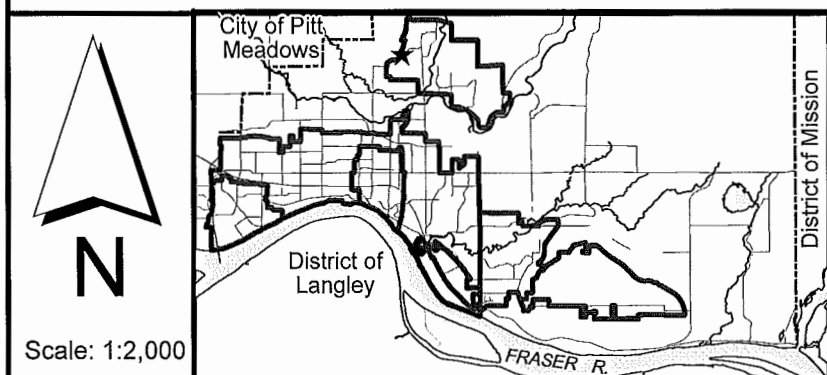 City of Pitt
Meadows
District of Mission
District of
Langley
N
Scale: 1:2,000
FRASER R.